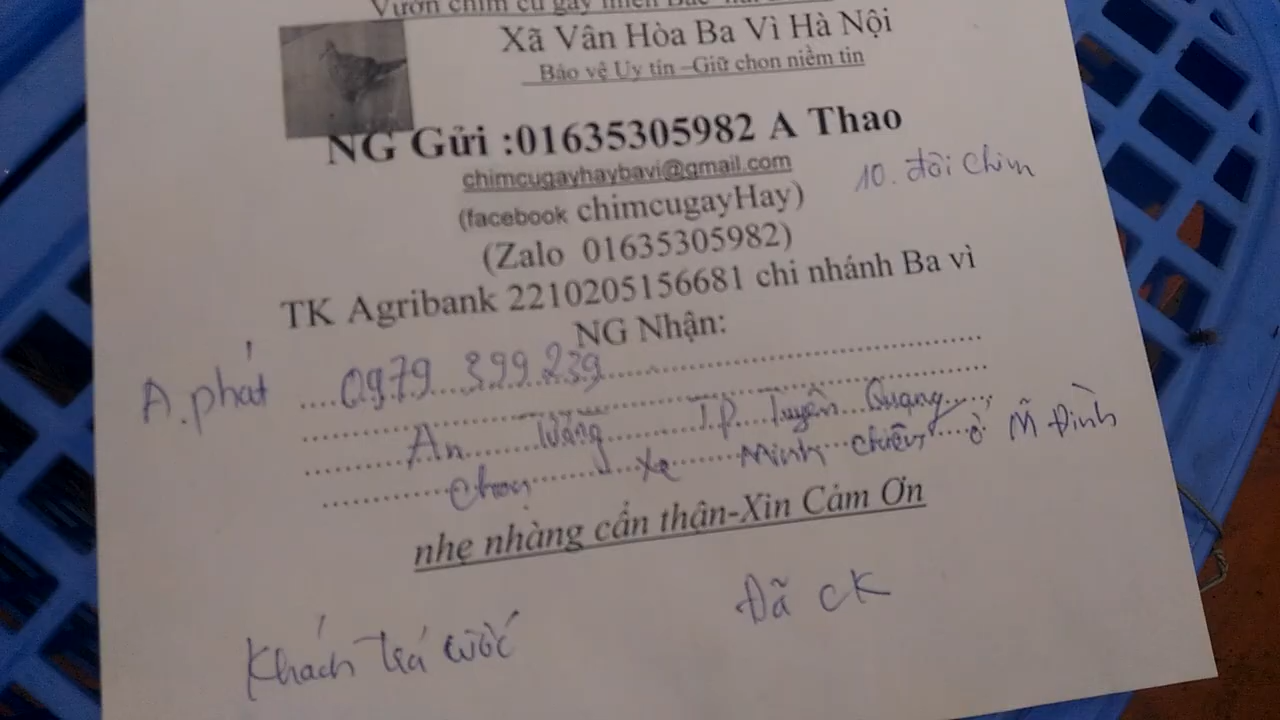 Vườn chim cu gáy miền Bắc
Xã Vân Hòa Ba Vì Hà Nội
Bảo vệ Uy tín –Giữ chọn niềm tin
NG Gửi :01635305982 A Thao
chimcugayhaybavi@gmail.com
10. đôi chim
(facebook chimcugayHay)
(Zalo 01635305982)
TK Agribank 2210205156681 chi nhánh Ba vì
NG Nhận:
A. phát 0979 399 239
An Tường T.P Tuyên Quang
Xe Minh ở Mĩ Đình
nhẹ nhàng cẩn thận-Xin Cảm Ơn
Đã CK
Khách trả cước